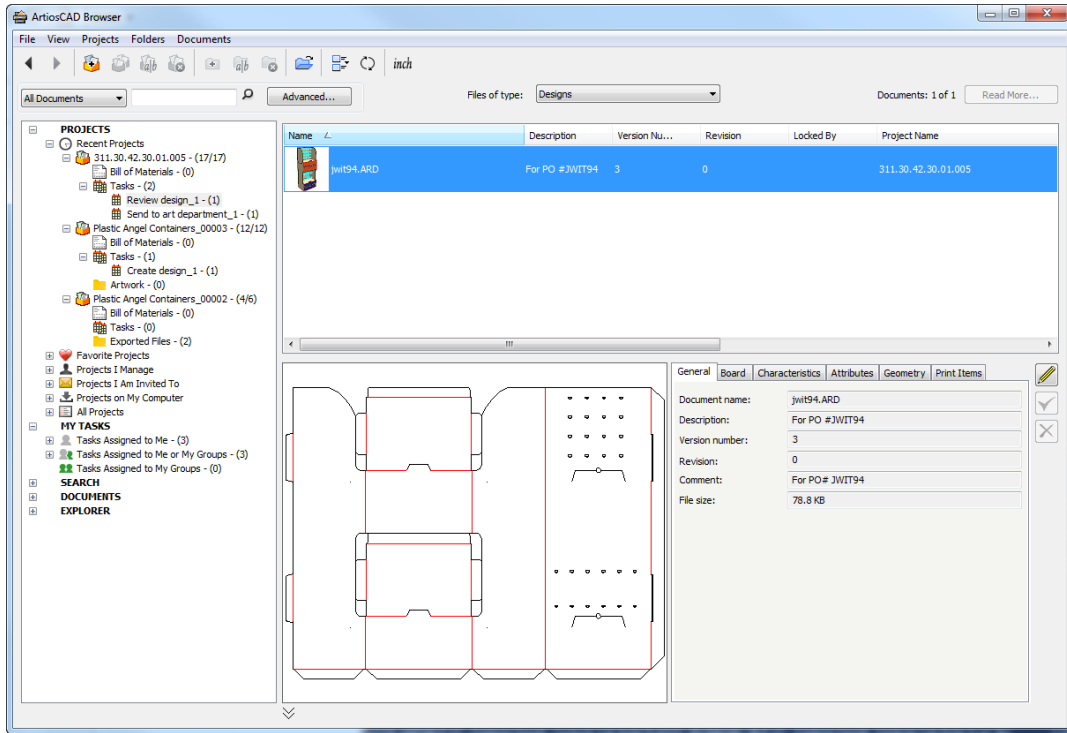 ArtiosCAD Browser
File View Projects Folders Documents
a|b a|b inch
All Documents Advanced... Files of type: Designs Documents: 1 of 1 Read More...
PROJECTS
Recent Projects
311.30.42.30.01.005 - (17/17)
Bill of Materials - (0)
Tasks - (2)
Review design_1 - (1)
Send to art department_1 - (1)
Plastic Angel Containers_00003 - (12/12)
Bill of Materials - (0)
Tasks - (1)
Create design_1 - (1)
Artwork - (0)
Plastic Angel Containers_00002 - (4/6)
Bill of Materials - (0)
Tasks - (0)
Exported Files - (2)
Favorite Projects
Projects I Manage
Projects I Am Invited To
Projects on My Computer
All Projects
MY TASKS
Tasks Assigned to Me - (3)
Tasks Assigned to Me or My Groups - (3)
Tasks Assigned to My Groups - (0)
SEARCH
DOCUMENTS
EXPLORER
Name Description Version Nu... Revision Locked By Project Name
jwit94.ARD For PO #JWIT94 3 0 311.30.42.30.01.005
General Board Characteristics Attributes Geometry Print Items
Document name: jwit94.ARD
Description: For PO #JWIT94
Version number: 3
Revision: 0
Comment: For PO# JWIT94
File size: 78.8 KB